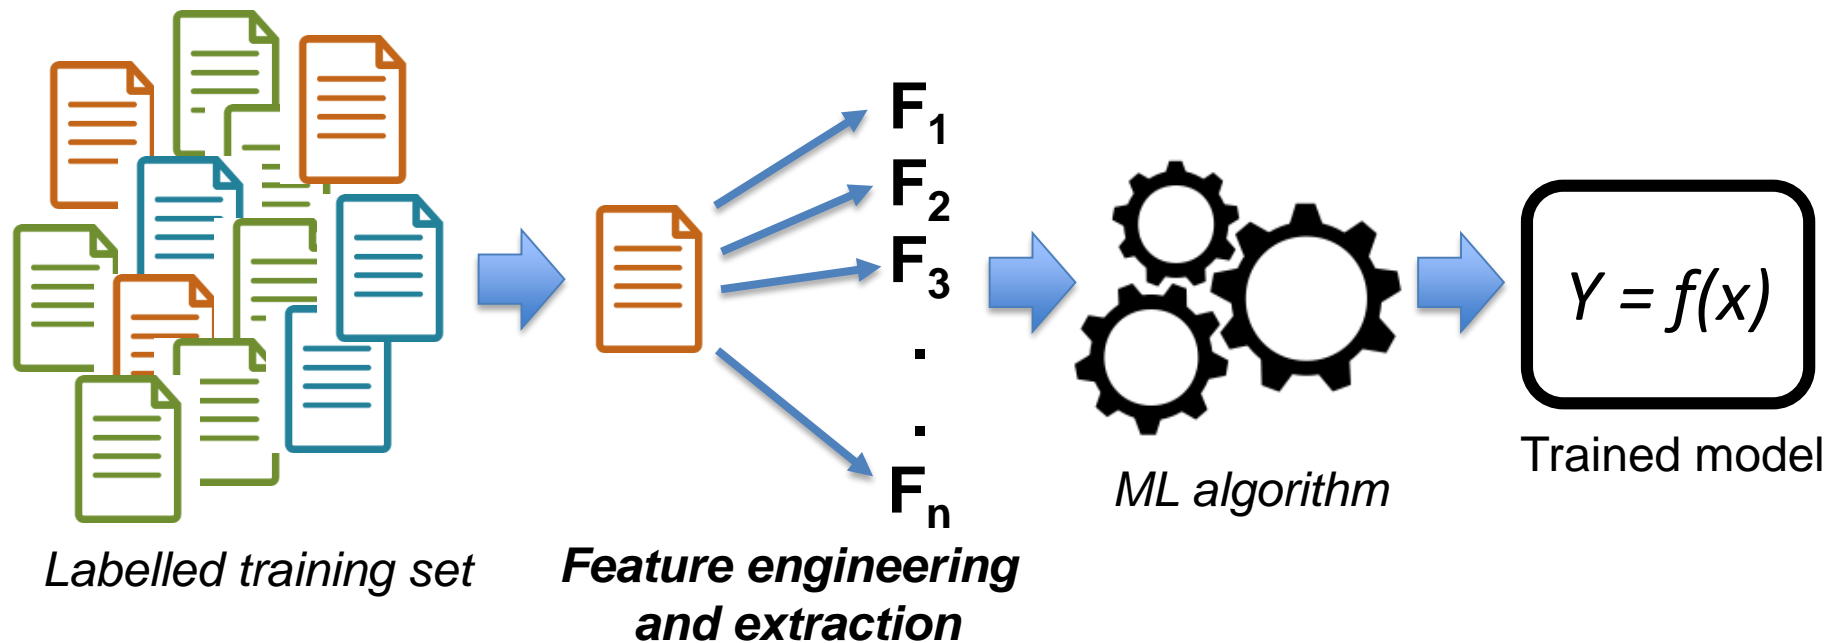 F1
F2
F3
.
.
Fn
Y = f(x)
Labelled training set
Feature engineering
and extraction
ML algorithm
Trained model